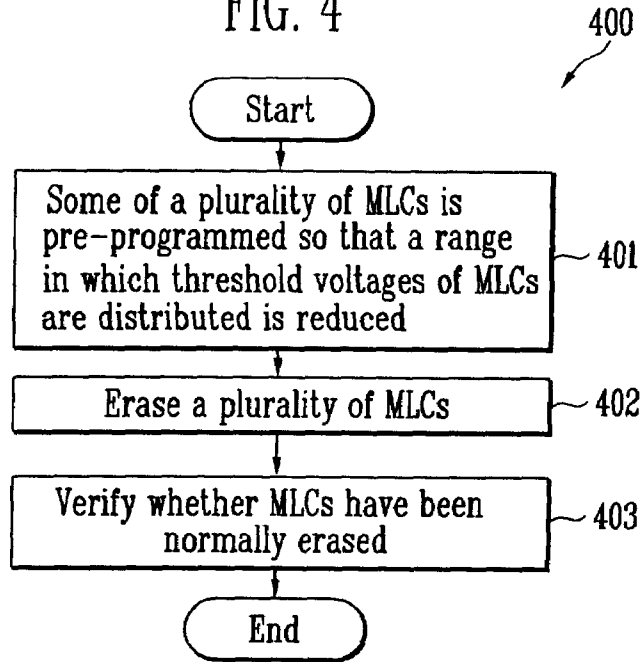 FIG. 4
400
Start
Some of a plurality of MLCs is
pre-programmed so that a range
in which threshold voltages of MLCs
are distributed is reduced
401
Erase a plurality of MLCs
402
Verify whether MLCs have been
normally erased
403
End